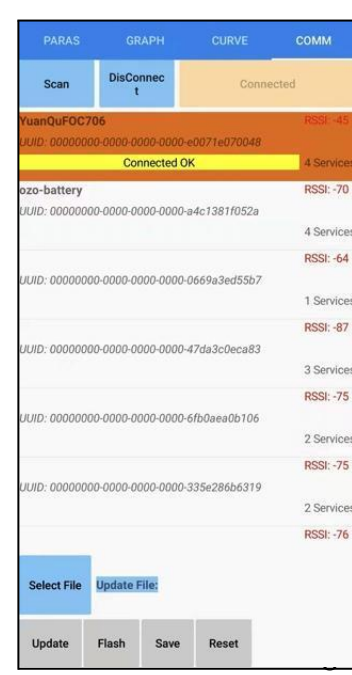 PARAS GRAPH CURVE COMM
Scan DisConnec
t Connected
YuanQuFOC706 RSSI: -45
UUID: 00000000-0000-0000-0000-e0071e070048
Connected OK 4 Services
ozo-battery RSSI: -70
UUID: 00000000-0000-0000-0000-a4c1381f052a
4 Services
RSSI: -64
UUID: 00000000-0000-0000-0000-0669a3ed55b7
1 Services
RSSI: -87
UUID: 00000000-0000-0000-0000-47da3c0eca83
3 Services
RSSI: -75
UUID: 00000000-0000-0000-0000-6fb0aea0b106
2 Services
RSSI: -75
UUID: 00000000-0000-0000-0000-335e286b6319
2 Services
RSSI: -76
Select File Update File:
Update Flash Save Reset